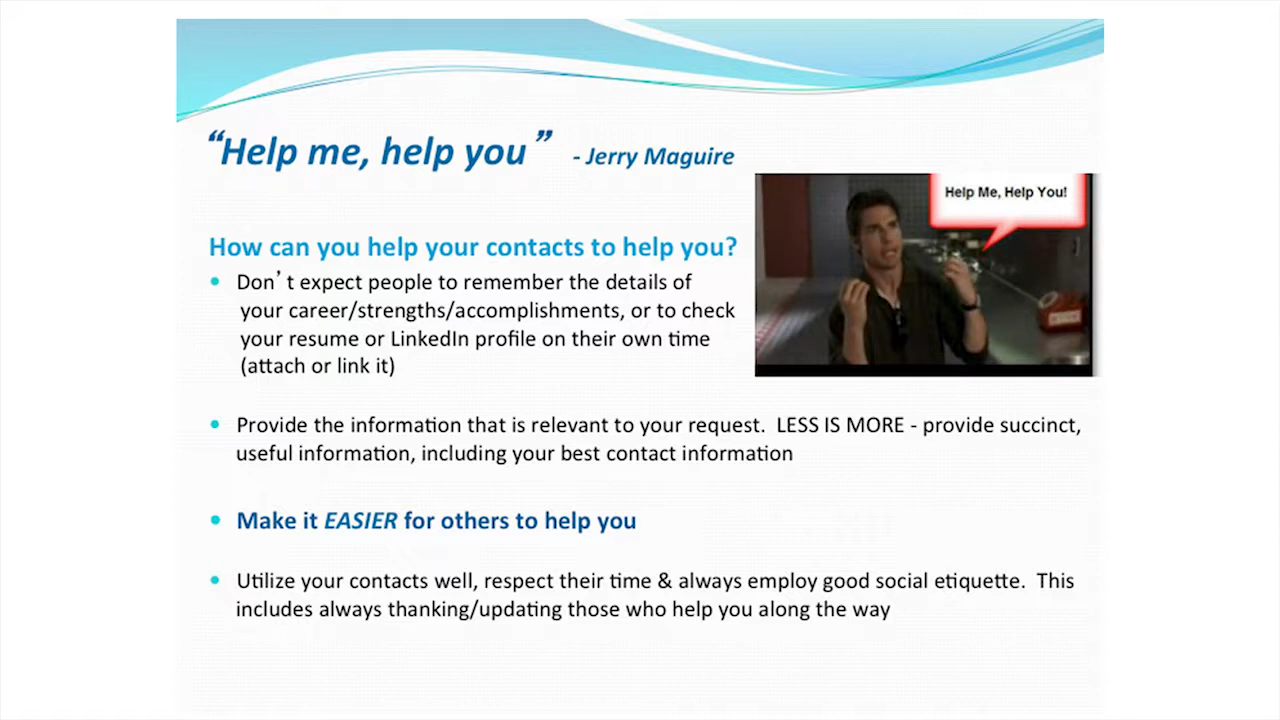 “Help me, help you” - Jerry Maguire
Help Me, Help You!
How can you help your contacts to help you?
• Don’t expect people to remember the details of
your career/strengths/accomplishments, or to check
your resume or LinkedIn profile on their own time
(attach or link it)
• Provide the information that is relevant to your request. LESS IS MORE - provide succinct,
useful information, including your best contact information
• Make it EASIER for others to help you
• Utilize your contacts well, respect their time & always employ good social etiquette. This
includes always thanking/updating those who help you along the way